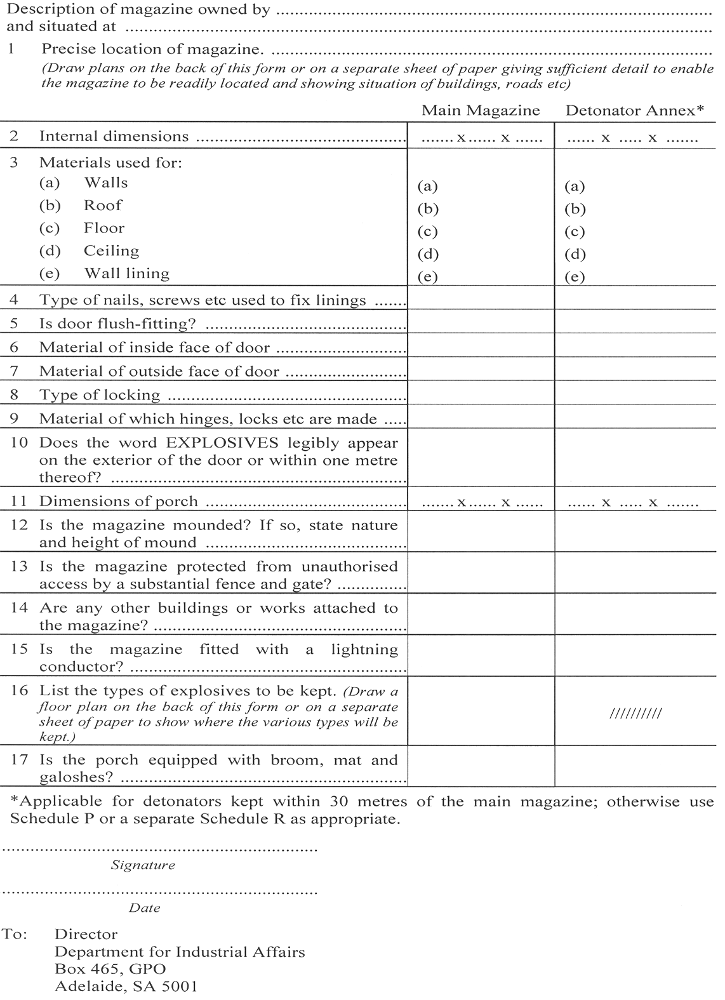 Description of magazine owned by ................................................................
and situated at ................................................................
1 Precise location of magazine. ................................................................
(Draw plans on the back of this form or on a separate sheet of paper giving sufficient detail to enable
the magazine to be readily located and showing situation of buildings, roads etc)
Main Magazine Detonator Annex*
2 Internal dimensions ........................................ ....... x ...... x ...... ...... x ..... x .......
3 Materials used for:
(a) Walls (a) (a)
(b) Roof (b) (b)
(c) Floor (c) (c)
(d) Ceiling (d) (d)
(e) Wall lining (e) (e)
4 Type of nails, screws etc used to fix linings .......
5 Is door flush-fitting? ........................................
6 Material of inside face of door ............................
7 Material of outside face of door ..........................
8 Type of locking ..................................................
9 Material of which hinges, locks etc are made .....
10 Does the word EXPLOSIVES legibly appear
on the exterior of the door or within one metre
thereof? ..............................................................
11 Dimensions of porch ........................................ ....... x ...... x ...... ...... x ..... x .......
12 Is the magazine mounded? If so, state nature
and height of mound ..........................................
13 Is the magazine protected from unauthorised
access by a substantial fence and gate? ...............
14 Are any other buildings or works attached to
the magazine? .....................................................
15 Is the magazine fitted with a lightning
conductor? ..........................................................
16 List the types of explosives to be kept. (Draw a
floor plan on the back of this form or on a separate
sheet of paper to show where the various types will be
kept.)
//////////
17 Is the porch equipped with broom, mat and
galoshes? ............................................................
*Applicable for detonators kept within 30 metres of the main magazine; otherwise use
Schedule P or a separate Schedule R as appropriate.
..................................................................
Signature
..................................................................
Date
To: Director
Department for Industrial Affairs
Box 465, GPO
Adelaide, SA 5001